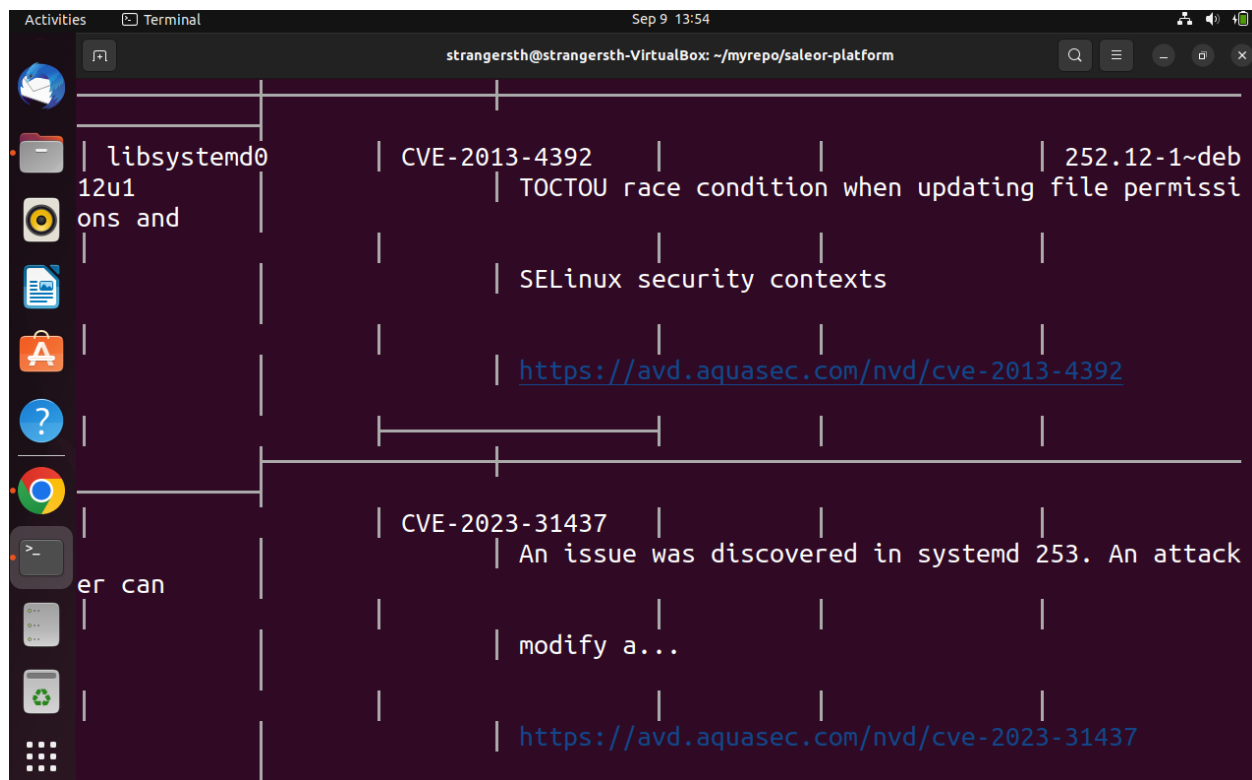 Activities Terminal Sep 9 13:54
strangersth@strangersth-VirtualBox: ~/myrepo/saleor-platform
libsystemd0 CVE-2013-4392 252.12-1~deb
12u1 TOCTOU race condition when updating file permissi
ons and
SELinux security contexts
https://avd.aquasec.com/nvd/cve-2013-4392
CVE-2023-31437
An issue was discovered in systemd 253. An attack
er can
modify a...
https://avd.aquasec.com/nvd/cve-2023-31437